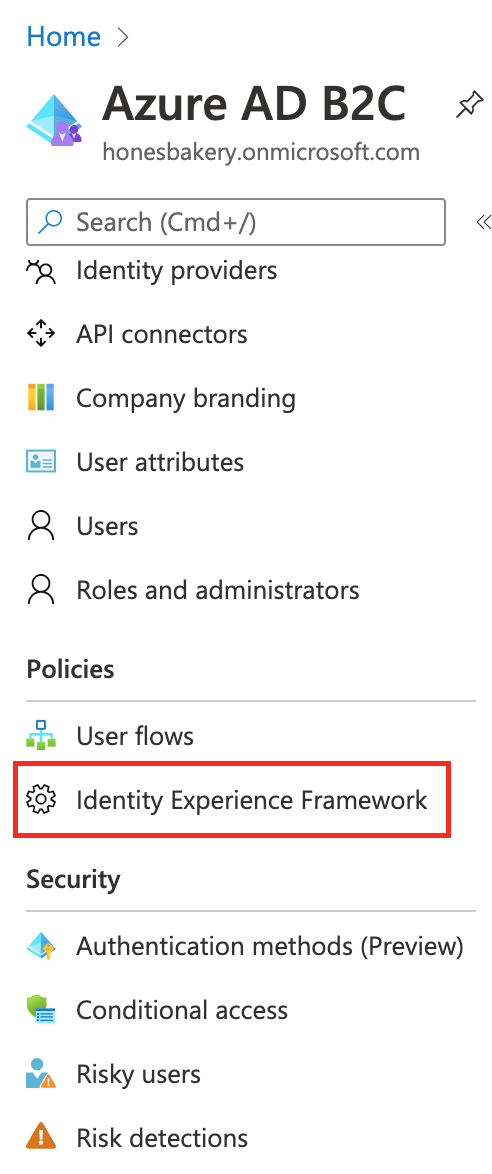 Home
Azure AD B2C
honesbakery.onmicrosoft.com
Search (Cmd+/)
Identity providers
API connectors
Company branding
User attributes
Users
Roles and administrators
Policies
User flows
Identity Experience Framework
Security
Authentication methods (Preview)
Conditional access
Risky users
Risk detections